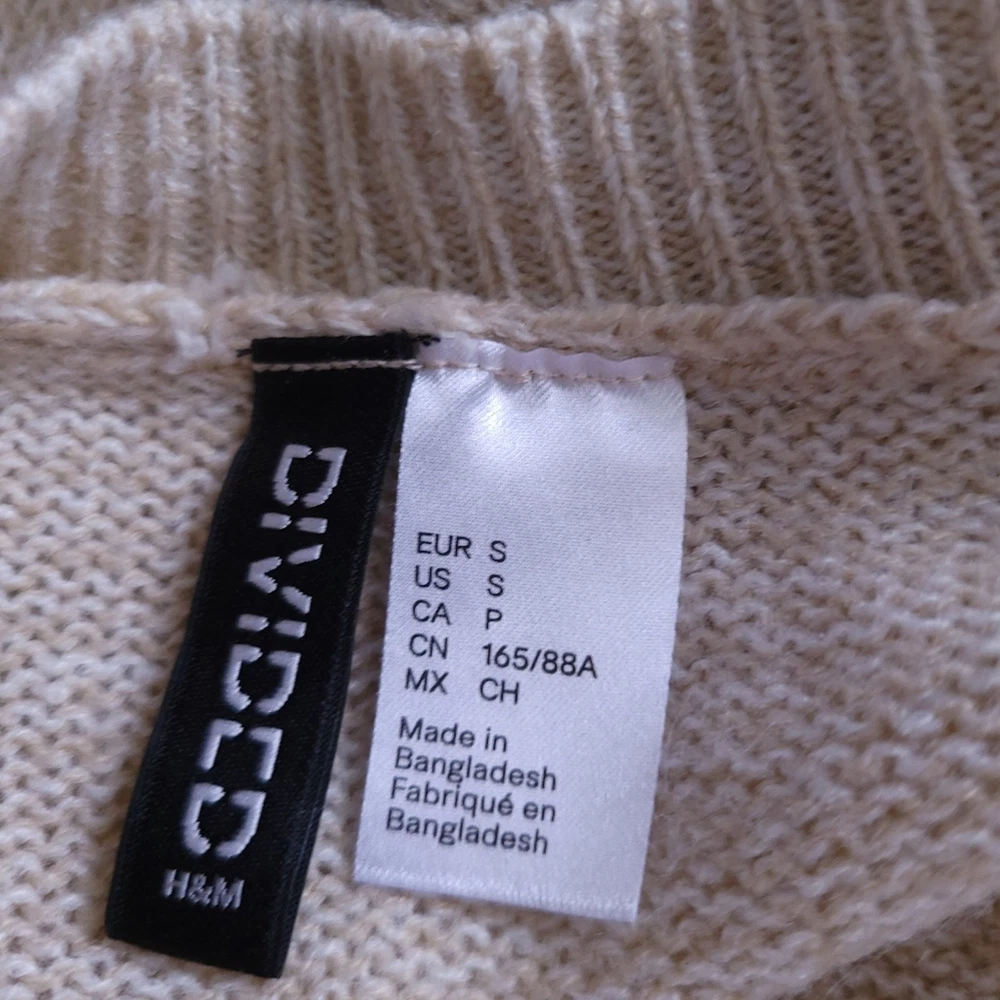 DIVIDED
H&M
EUR S
US S
CA P
CN 165/88A
MX CH
Made in
Bangladesh
Fabriqué en
Bangladesh